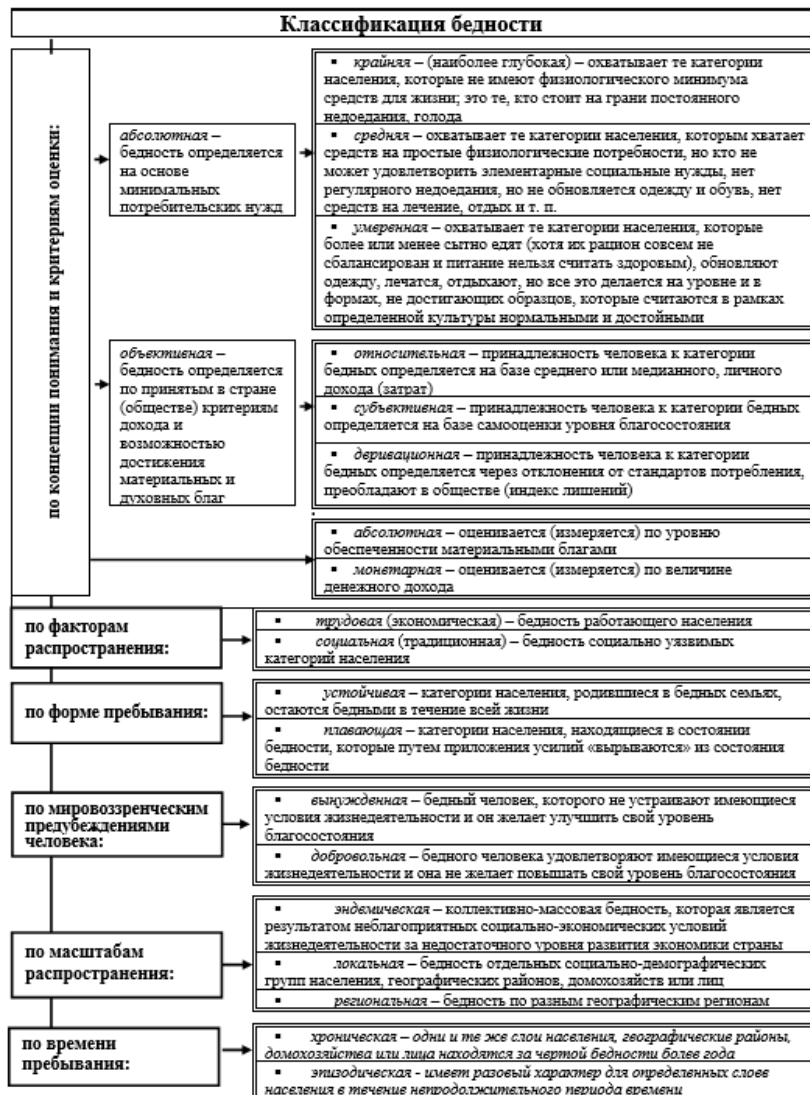 Классификация бедности
по концепции понимания и критериям оценки:
абсолютная –
бедность определяется
на основе
минимальных
потребительских нужд
▪ крайняя – (наиболее глубокая) – охватывает те категории
населения, которые не имеют физиологического минимума
средств для жизни; это те, кто стоит на грани постоянного
недоедания, голода
▪ средняя – охватывает те категории населения, которым хватает
средств на простые физиологические потребности, но кто не
может удовлетворить элементарные социальные нужды, нет
регулярного недоедания, но не обновляется одежду и обувь, нет
средств на лечение, отдых и т. п.
▪ умеренная – охватывает те категории населения, которые
более или менее сытно едят (хотя их рацион совсем не
сбалансирован и питание нельзя считать здоровым), обновляют
одежду, лечатся, отдыхают, но все это делается на уровне и в
формах, не достигающих образцов, которые считаются в рамках
определенной культуры нормальными и достойными
объективная –
бедность определяется
по принятым в стране
(обществе) критериям
дохода и
возможностью
достижения
материальных и
духовных благ
▪ относительная – принадлежность человека к категории
бедных определяется на базе среднего или медианного, личного
дохода (затрат)
▪ субъективная – принадлежность человека к категории бедных
определяется на базе самооценки уровня благосостояния
▪ деривационная – принадлежность человека к категории
бедных определяется через отклонения от стандартов потребления,
преобладают в обществе (индекс лишений)
▪ абсолютная – оценивается (измеряется) по уровню
обеспеченности материальными благами
▪ монетарная – оценивается (измеряется) по величине
денежного дохода
по факторам
распространения:
▪ трудовая (экономическая) – бедность работающего населения
▪ социальная (традиционная) – бедность социально уязвимых
категорий населения
по форме пребывания:
▪ устойчивая – категории населения, родившиеся в бедных семьях,
остаются бедными в течение всей жизни
▪ плавающая – категории населения, находящиеся в состоянии
бедности, которые путем приложения усилий «вырываются» из состояния
бедности
по мировоззренческим
предубеждениями
человека:
▪ вынужденная – бедный человек, которого не устраивают имеющиеся
условия жизнедеятельности и он желает улучшить свой уровень
благосостояния
▪ добровольная – бедного человека удовлетворяют имеющиеся условия
жизнедеятельности и она не желает повышать свой уровень благосостояния
по масштабам
распространения:
▪ эндемическая – коллективно-массовая бедность, которая является
результатом неблагоприятных социально-экономических условий
жизнедеятельности за недостаточного уровня развития экономики страны
▪ локальная – бедность отдельных социально-демографических
групп населения, географических районов, домохозяйств или лиц
▪ региональная – бедность по разным географическим регионам
по времени
пребывания:
▪ хроническая – одни и те же слои населения, географические районы,
домохозяйства или лица находятся за чертой бедности более года
▪ эпизодическая - имеет разовый характер для определенных слоев
населения в течение непродолжительного периода времени